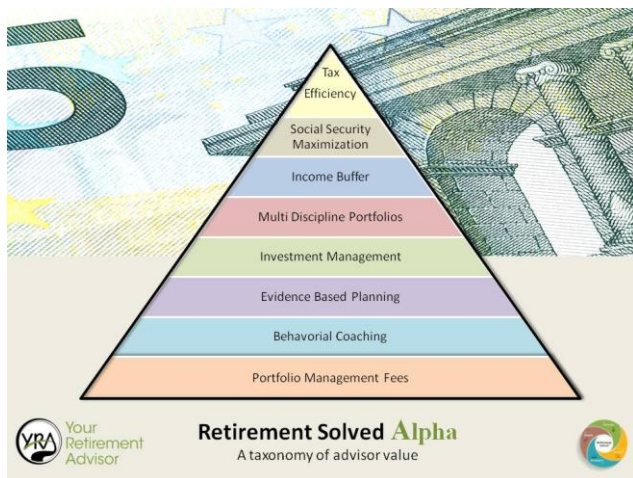 Tax
Efficiency
Social Security
Maximization
Income Buffer
Multi Discipline Portfolios
Investment Management
Evidence Based Planning
Behavorial Coaching
Portfolio Management Fees
YRA
Your
Retirement
Advisor
Retirement Solved Alpha
A taxonomy of advisor value